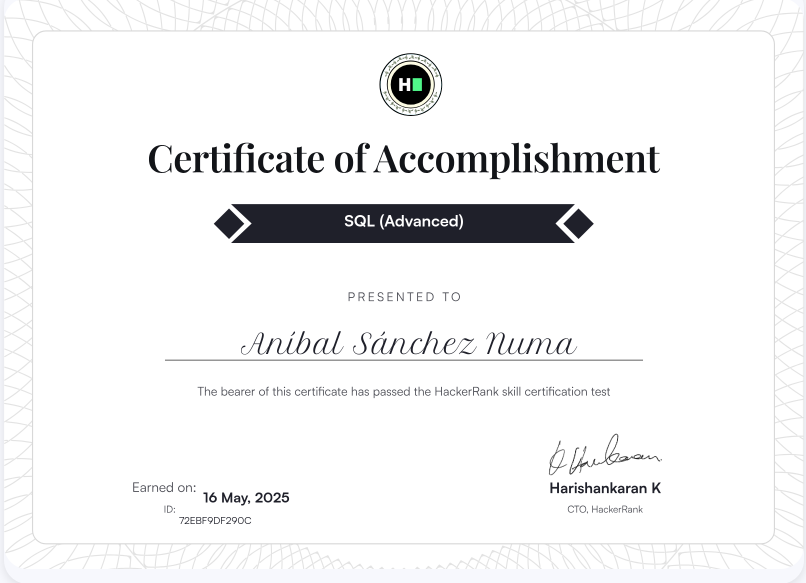 H
Certificate of Accomplishment
SQL (Advanced)
PRESENTED TO
Aníbal Sánchez Numa
The bearer of this certificate has passed the HackerRank skill certification test
Earned on: 16 May, 2025
ID: 72EBF9DF290C
Harishankaran K
CTO, HackerRank